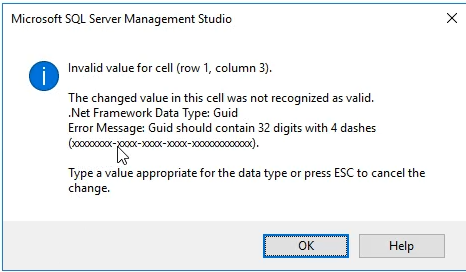 Microsoft SQL Server Management Studio
Invalid value for cell (row 1, column 3).
The changed value in this cell was not recognized as valid.
.Net Framework Data Type: Guid
Error Message: Guid should contain 32 digits with 4 dashes
(xxxxxxxx-xxxx-xxxx-xxxx-xxxxxxxxxxxx).
Type a value appropriate for the data type or press ESC to cancel the
change.
OK
Help